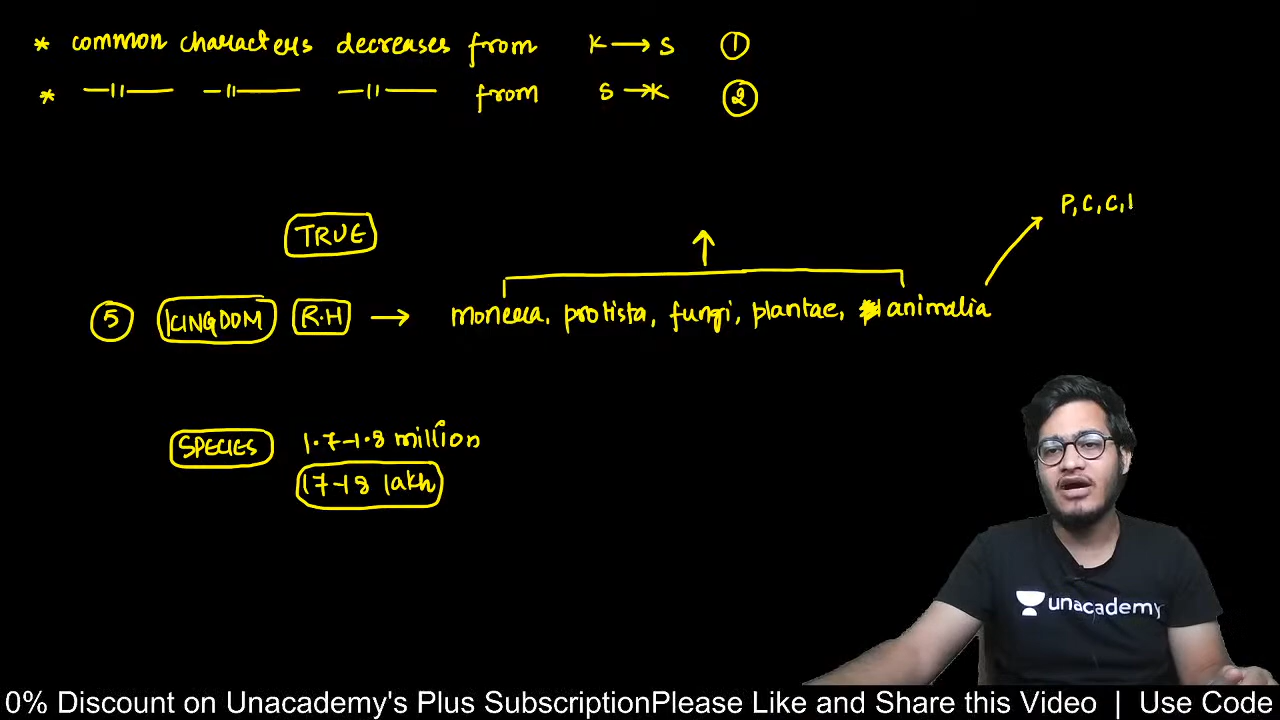 * common characters decreases from K → S ①
* —||— —||— —||— from S → K ②
P, C, C, 1
TRUE
⑤ KINGDOM R.H → monera, protista, fungi, plantae, animalia
SPECIES 1.7-1.8 million
17-18 lakh
unacademy
0% Discount on Unacademy's Plus SubscriptionPlease Like and Share this Video | Use Code